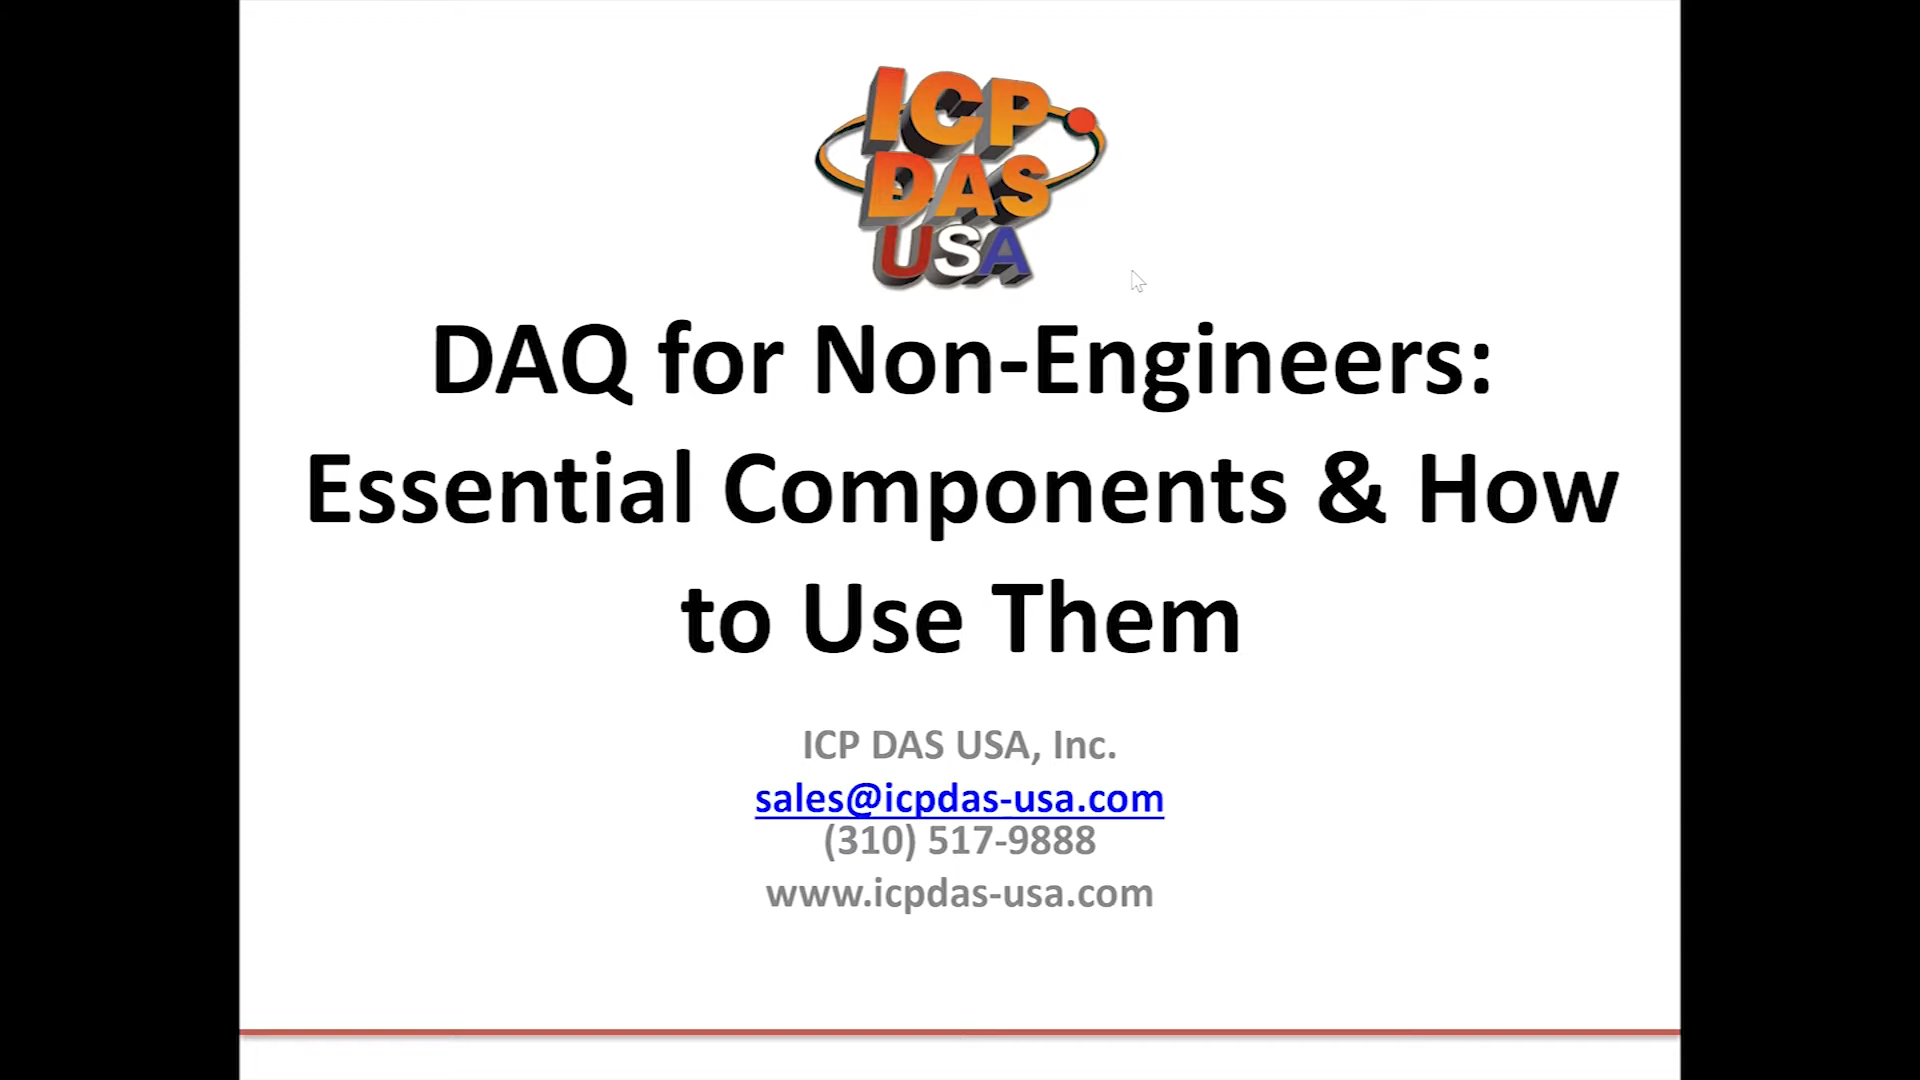 ICP
DAS
USA
DAQ for Non-Engineers:
Essential Components & How
to Use Them
ICP DAS USA, Inc.
sales@icpdas-usa.com
(310) 517-9888
www.icpdas-usa.com